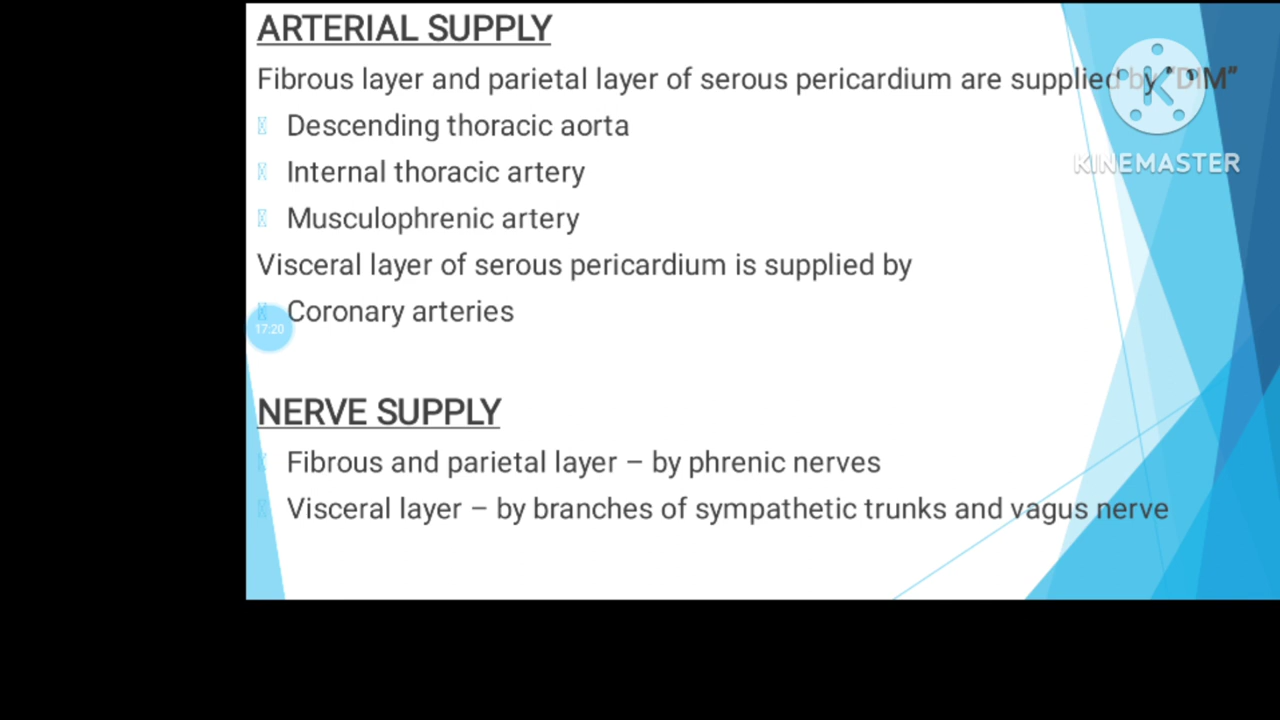 ARTERIAL SUPPLY
Fibrous layer and parietal layer of serous pericardium are supplied by "DIM"
Descending thoracic aorta
Internal thoracic artery
Musculophrenic artery
Visceral layer of serous pericardium is supplied by
Coronary arteries
NERVE SUPPLY
Fibrous and parietal layer – by phrenic nerves
Visceral layer – by branches of sympathetic trunks and vagus nerve
17:20
K
KINEMASTER